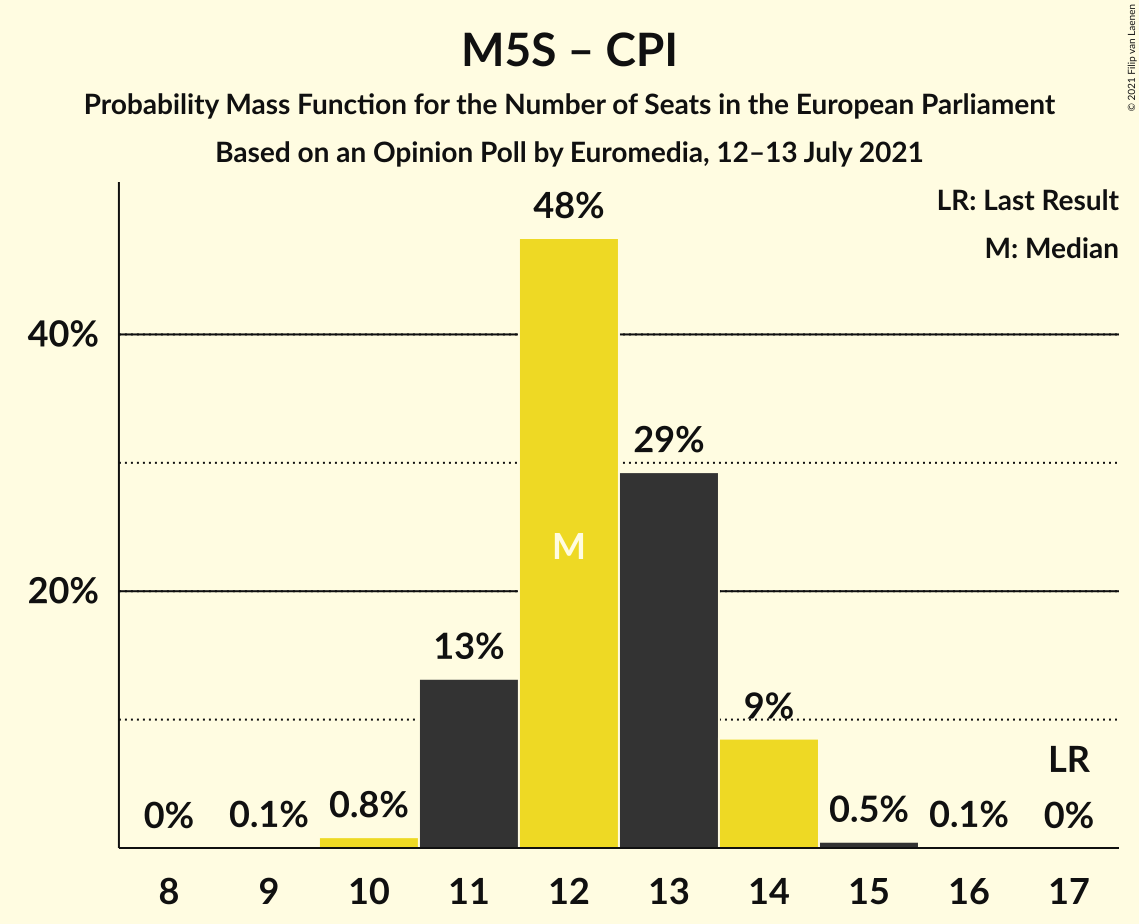 M5S – CPI
Probability Mass Function for the Number of Seats in the European Parliament
Based on an Opinion Poll by Euromedia, 12–13 July 2021
© 2021 Filip van Laenen
LR: Last Result
M: Median
48%
40%
29%
M
20%
13%
9%
LR
0%
0.1%
0.8%
0.5%
0.1%
0%
8
9
10
11
12
13
14
15
16
17